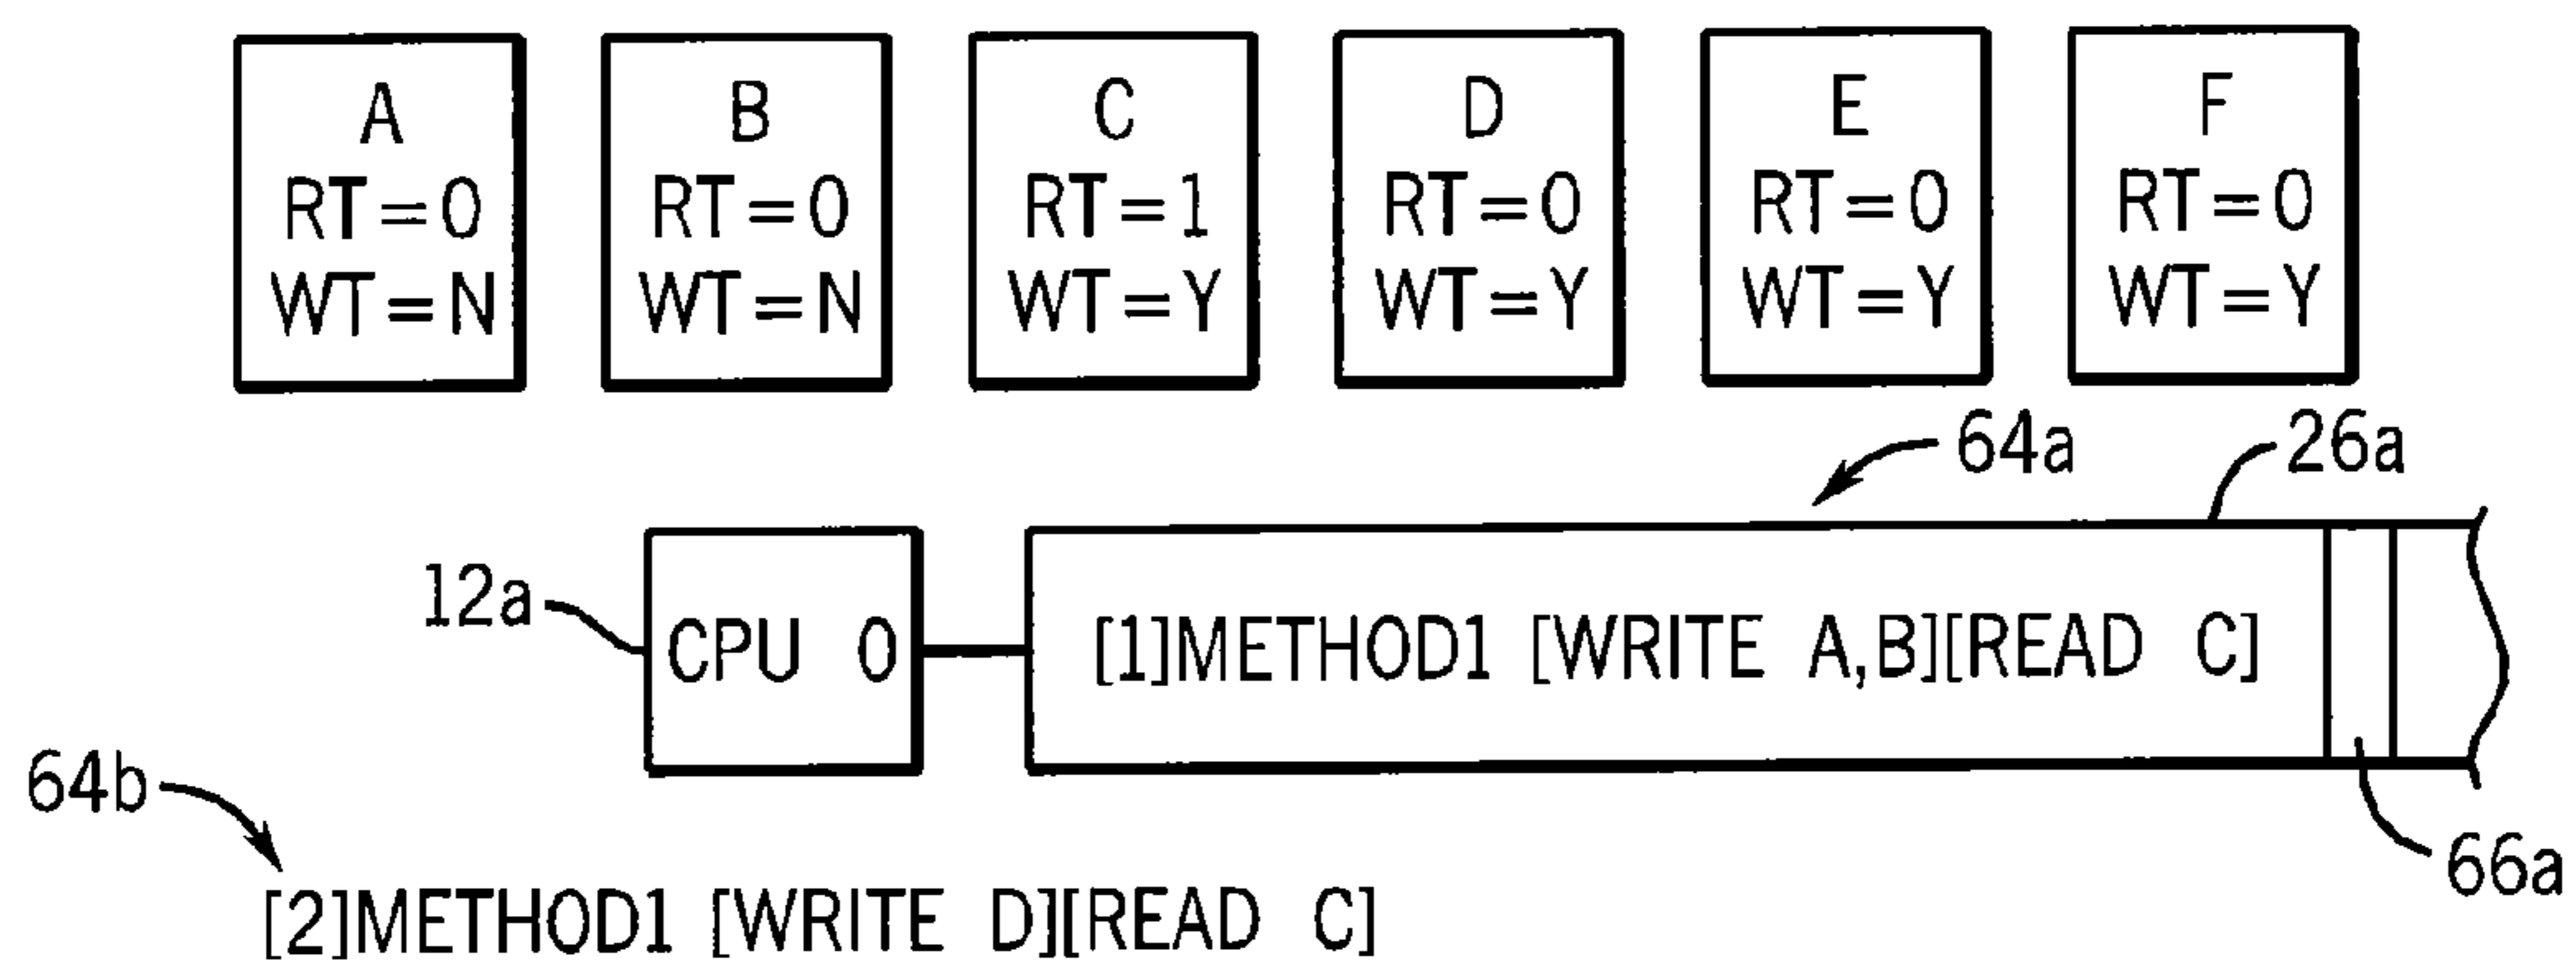 A
RT=0
WT=N
B
RT=0
WT=N
C
RT=1
WT=Y
D
RT=0
WT=Y
E
RT=0
WT=Y
F
RT=0
WT=Y
64a
26a
12a
CPU 0
[1]METHOD1 [WRITE A,B][READ C]
64b
66a
[2]METHOD1 [WRITE D][READ C]